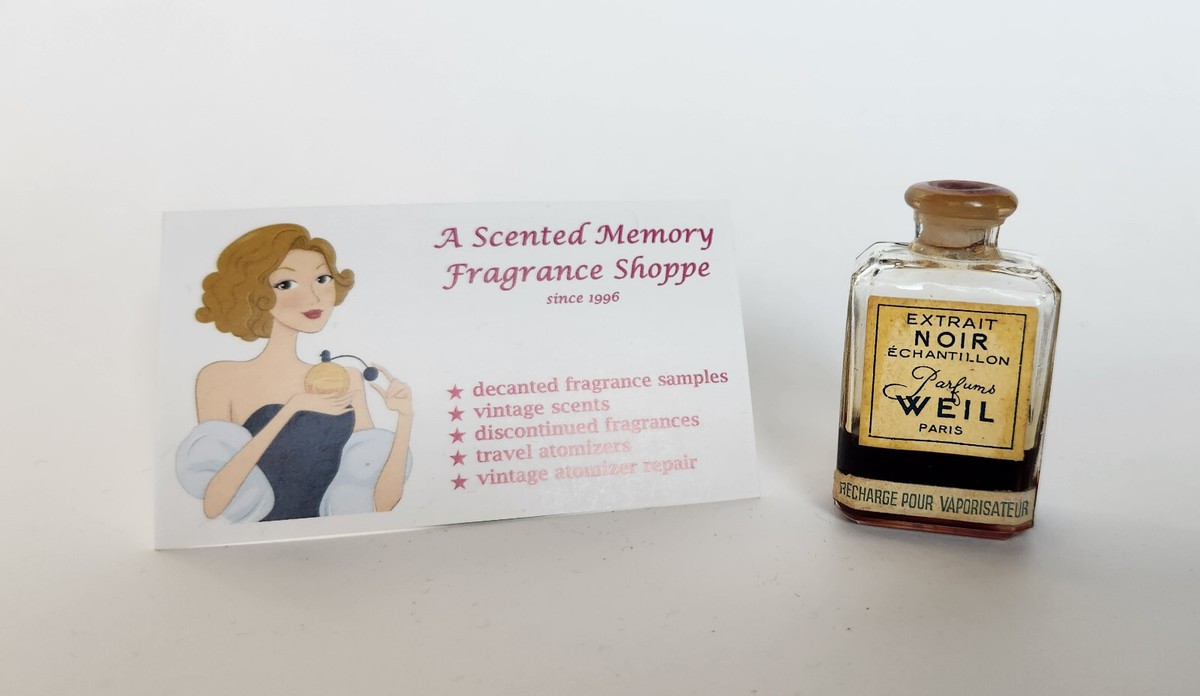 A Scented Memory
Fragrance Shoppe
since 1996
★ decanted fragrance samples
★ vintage scents
★ discontinued fragrances
★ travel atomizers
★ vintage atomizer repair
EXTRAIT
NOIR
ÉCHANTILLON
Parfums
WEIL
PARIS
RECHARGE POUR VAPORISATEUR